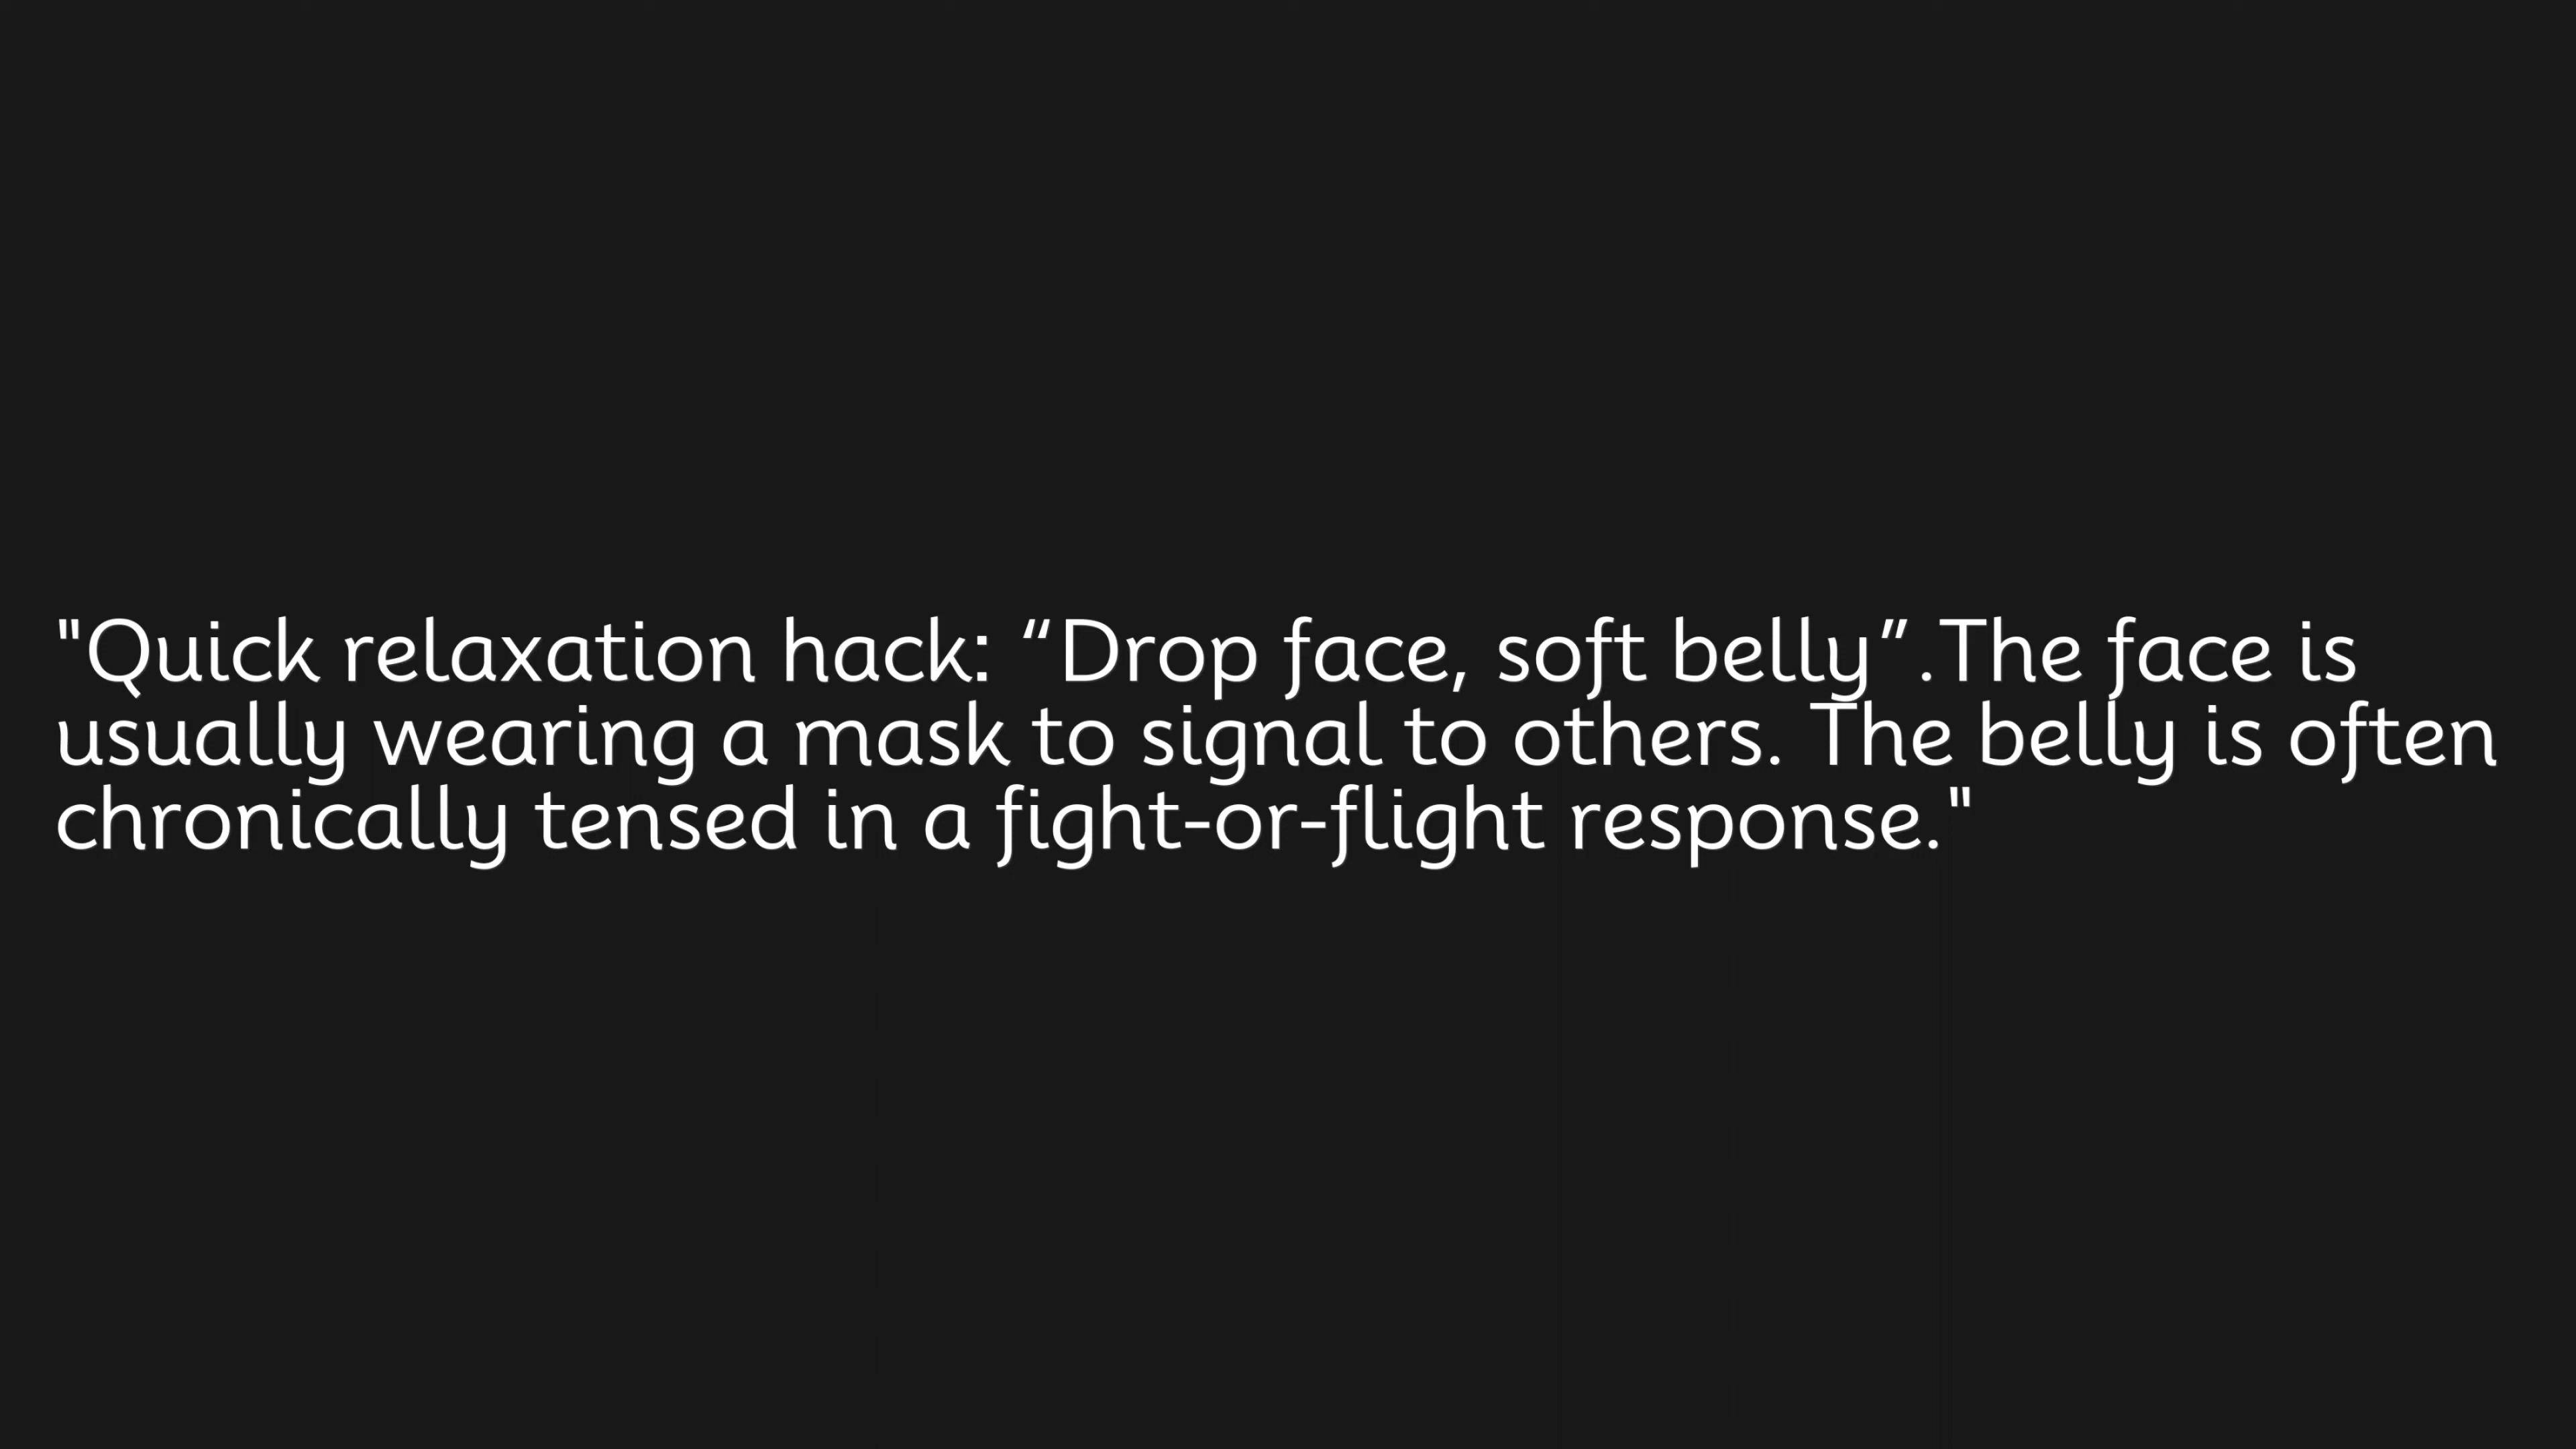 "Quick relaxation hack: “Drop face, soft belly”.The face is
usually wearing a mask to signal to others. The belly is often
chronically tensed in a fight-or-flight response."